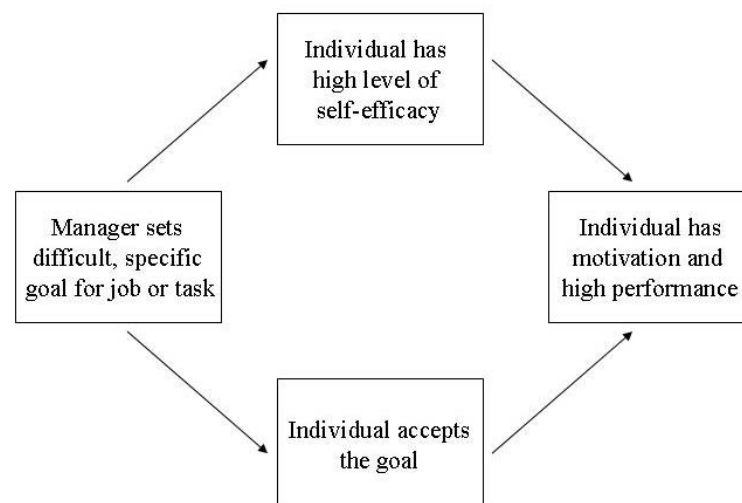 Individual has
high level of
self-efficacy
Manager sets
difficult, specific
goal for job or task
Individual has
motivation and
high performance
Individual accepts
the goal